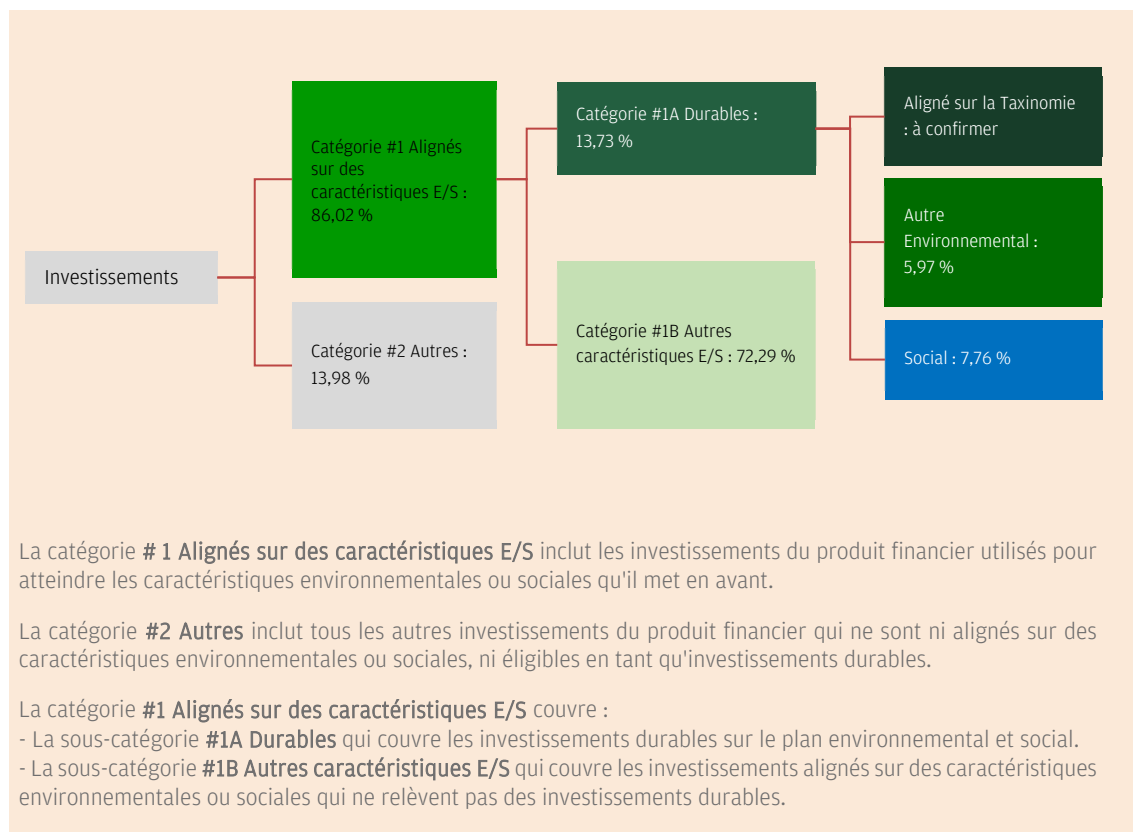 Investissements
Catégorie #1 Alignés
sur des
caractéristiques E/S :
86,02 %
Catégorie #2 Autres :
13,98 %
Catégorie #1A Durables :
13,73 %
Catégorie #1B Autres
caractéristiques E/S : 72,29 %
Aligné sur la Taxinomie
: à confirmer
Autre
Environnemental :
5,97 %
Social : 7,76 %
La catégorie # 1 Alignés sur des caractéristiques E/S inclut les investissements du produit financier utilisés pour
atteindre les caractéristiques environnementales ou sociales qu'il met en avant.
La catégorie #2 Autres inclut tous les autres investissements du produit financier qui ne sont ni alignés sur des
caractéristiques environnementales ou sociales, ni éligibles en tant qu'investissements durables.
La catégorie #1 Alignés sur des caractéristiques E/S couvre :
- La sous-catégorie #1A Durables qui couvre les investissements durables sur le plan environnemental et social.
- La sous-catégorie #1B Autres caractéristiques E/S qui couvre les investissements alignés sur des caractéristiques
environnementales ou sociales qui ne relèvent pas des investissements durables.